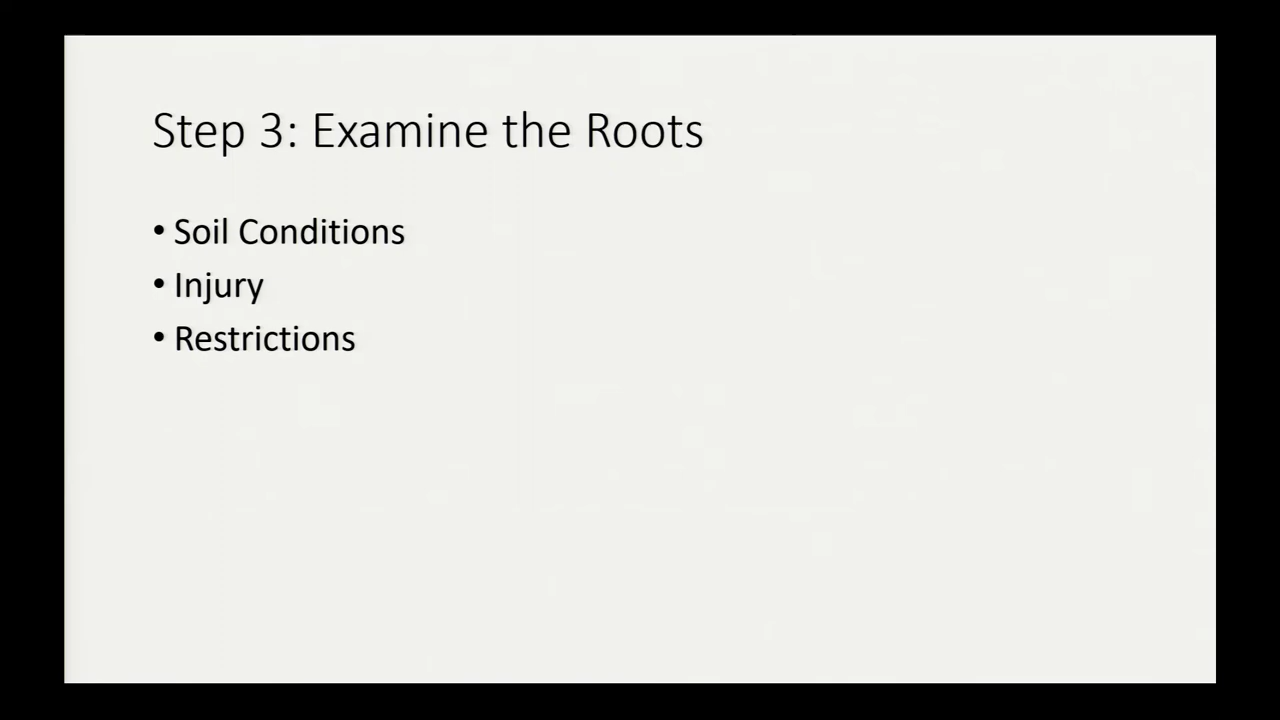 Step 3: Examine the Roots
• Soil Conditions
• Injury
• Restrictions